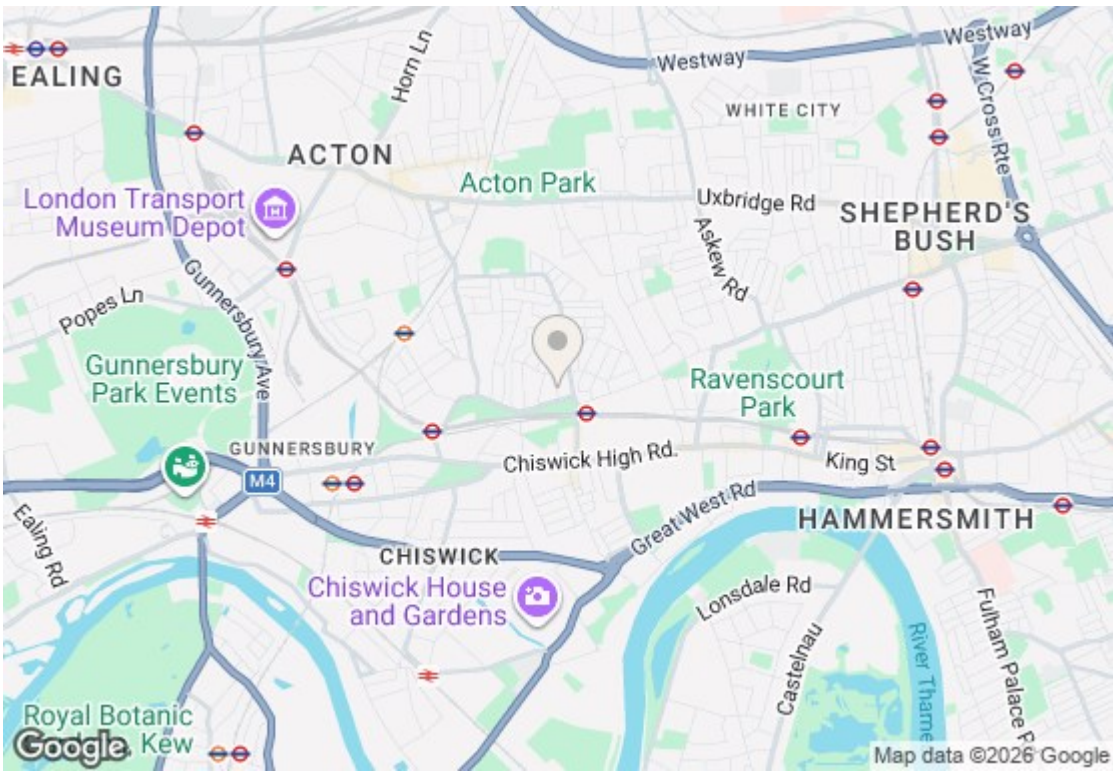 Westway
Westway
EALING
Horn Ln
W Cross Rte
WHITE CITY
ACTON
Acton Park
London Transport
Museum Depot
Uxbridge Rd
SHEPHERD'S
BUSH
Askew Rd
Popes Ln
Gunnersbury Ave
Gunnersbury
Park Events
Ravenscourt
Park
GUNNERSBURY
Chiswick High Rd.
King St
M4
Great West Rd
HAMMERSMITH
Ealing Rd
CHISWICK
Chiswick House
and Gardens
Lonsdale Rd
Castelnau
River Thame
Fulham Palace R
Royal Botanic
Kew
Google
Map data ©2026 Google